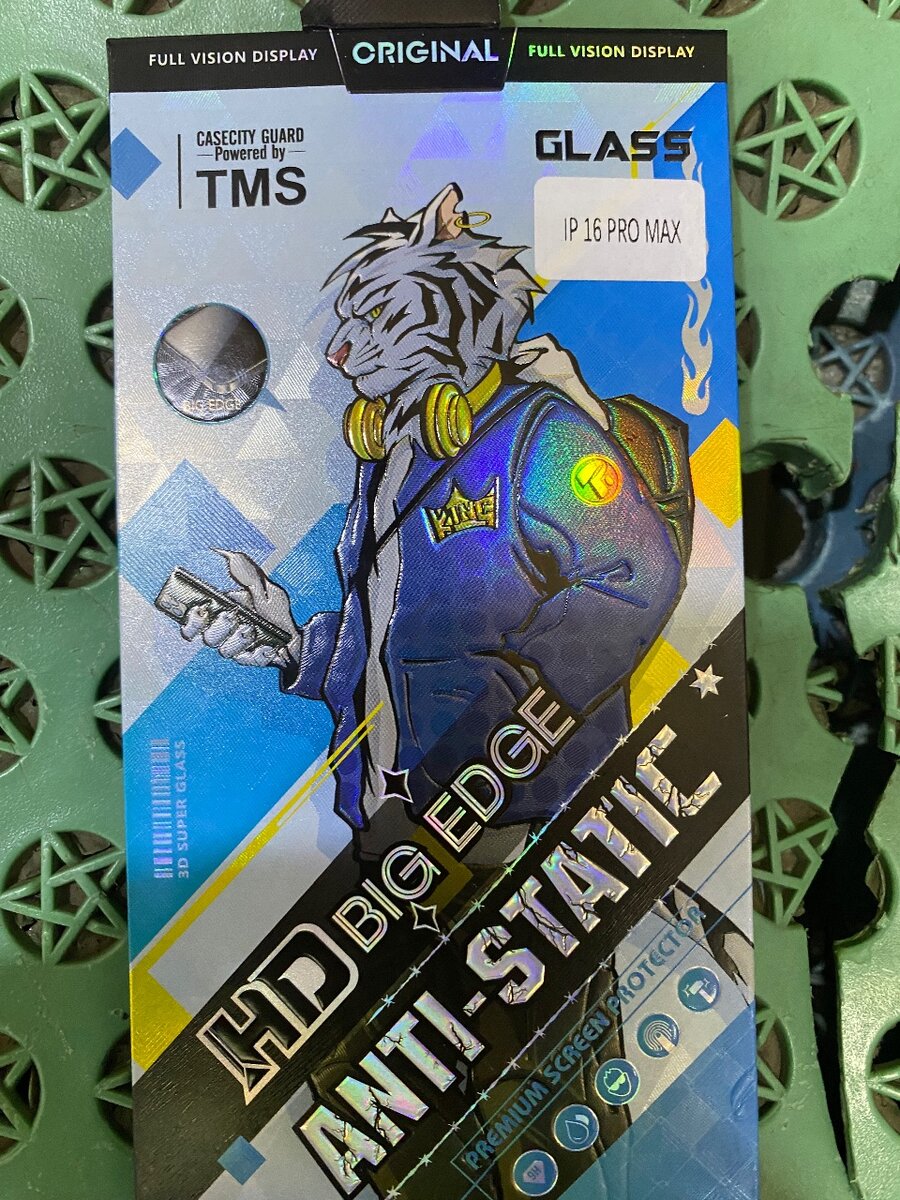 FULL VISION DISPLAY
ORIGINAL
FULL VISION DISPLAY
CASECITY GUARD
Powered by
TMS
GLASS
IP 16 PRO MAX
BIG EDGE
KING
3D SUPER GLASS
HD BIG EDGE
ANTI-STATIC
PREMIUM SCREEN PROTECTOR
9H